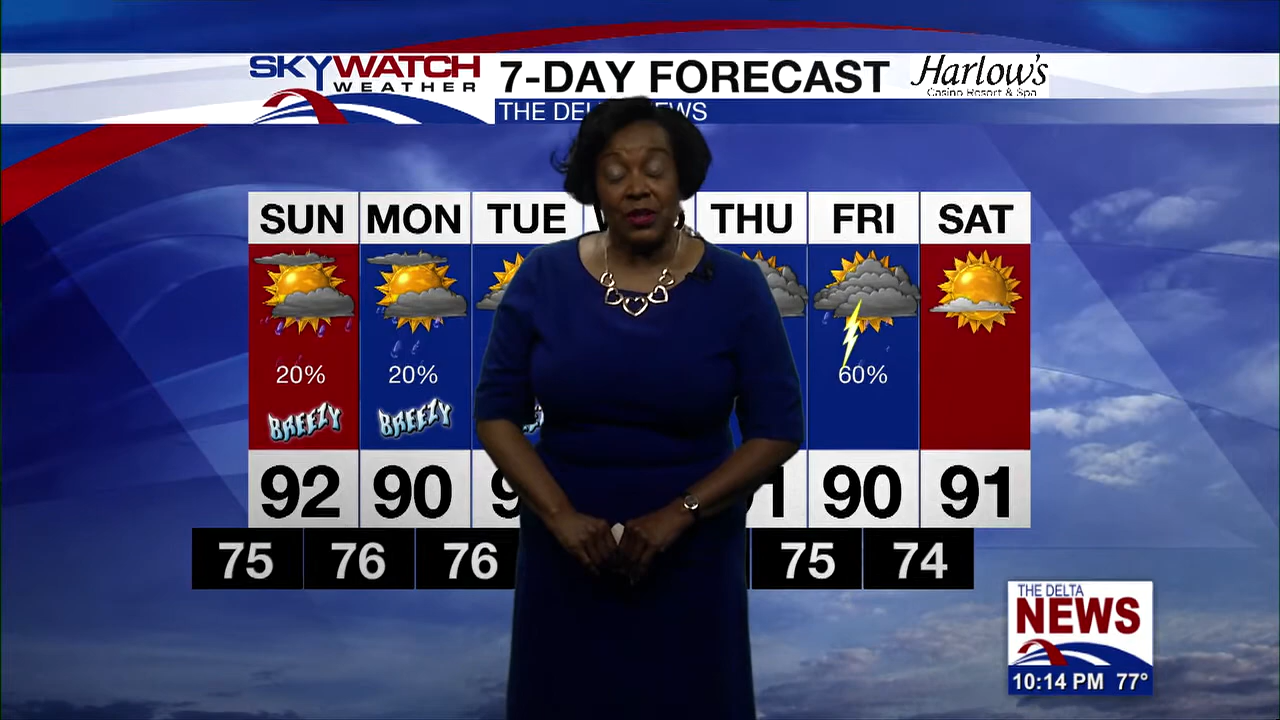 SKYWATCH
WEATHER
7-DAY FORECAST
Harlow's
Casino Resort & Spa
SUN MON TUE THU FRI SAT
20% 20% 60%
BREEZY BREEZY
92 90 90 91
75 76 76 75 74
THE DELTA
NEWS
10:14 PM 77°